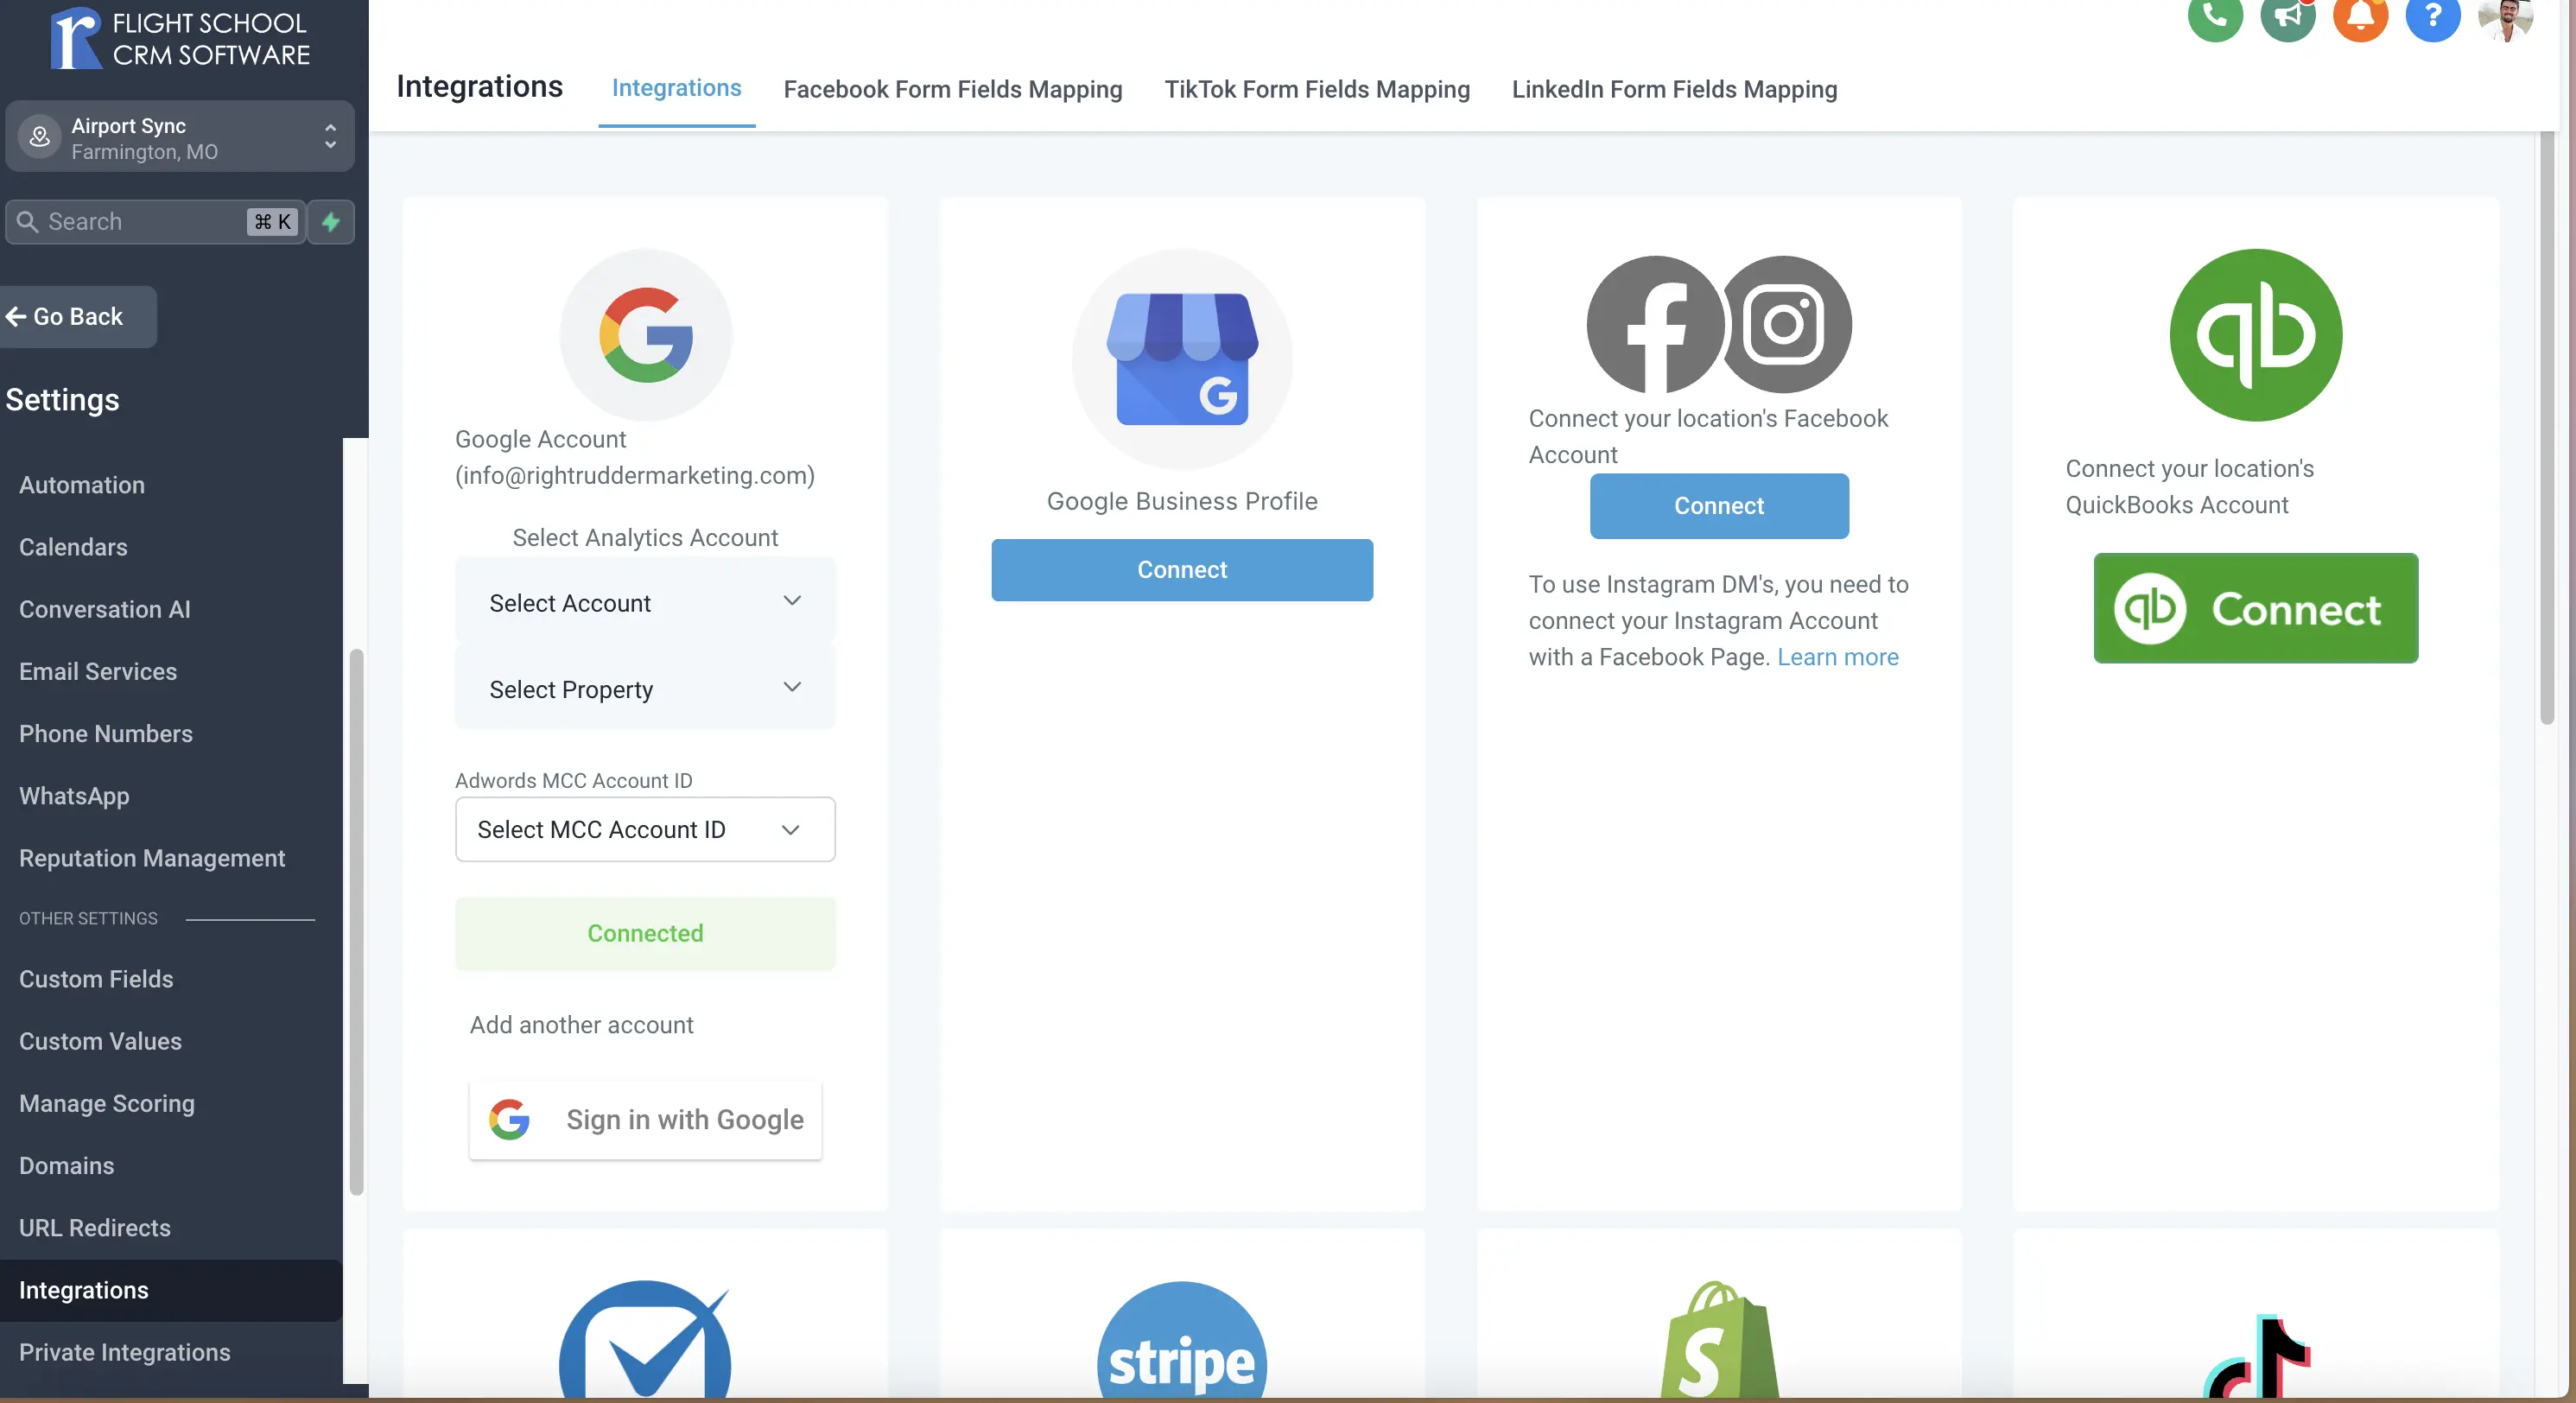 FLIGHT SCHOOL
CRM SOFTWARE
Airport Sync
Farmington, MO
Search
⌘ K
Go Back
Settings
Automation
Calendars
Conversation AI
Email Services
Phone Numbers
WhatsApp
Reputation Management
OTHER SETTINGS
Custom Fields
Custom Values
Manage Scoring
Domains
URL Redirects
Integrations
Private Integrations
Integrations
Integrations
Facebook Form Fields Mapping
TikTok Form Fields Mapping
LinkedIn Form Fields Mapping
?
Google Account
(info@rightruddermarketing.com)
Select Analytics Account
Select Account
Select Property
Adwords MCC Account ID
Select MCC Account ID
Connected
Add another account
Sign in with Google
Google Business Profile
Connect
Connect your location's Facebook
Account
Connect
To use Instagram DM's, you need to
connect your Instagram Account
with a Facebook Page. Learn more
qb
Connect your location's
QuickBooks Account
qb Connect
stripe